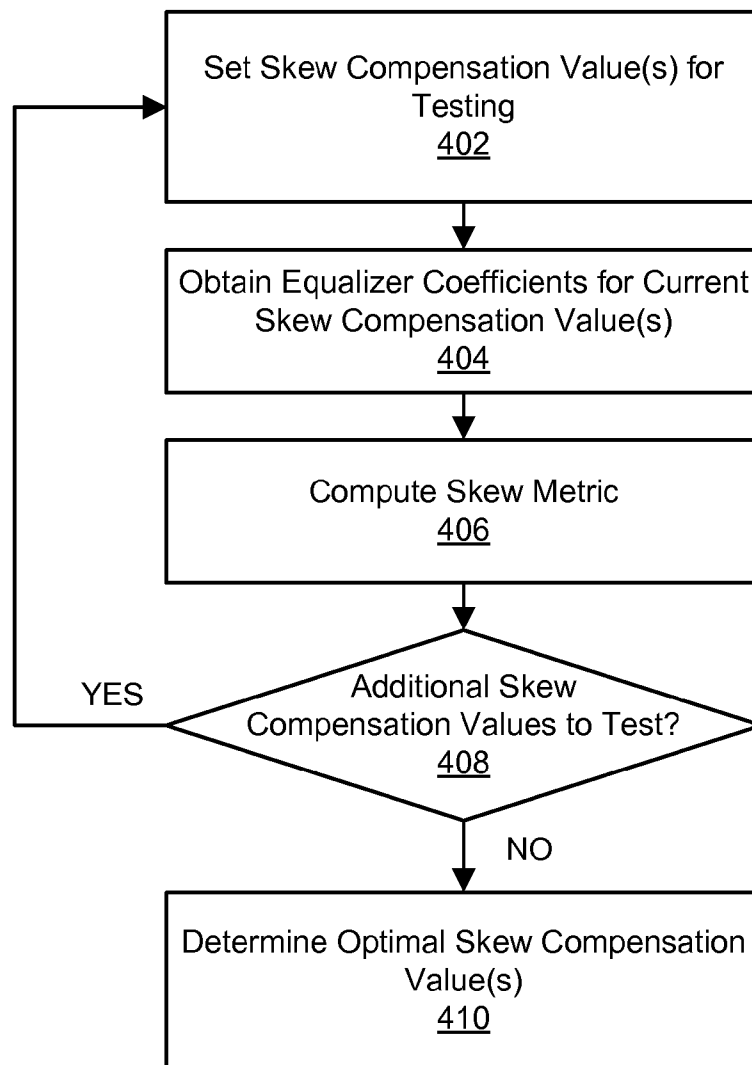 Set Skew Compensation Value(s) for
Testing
402
Obtain Equalizer Coefficients for Current
Skew Compensation Value(s)
404
Compute Skew Metric
406
YES
Additional Skew
Compensation Values to Test?
408
NO
Determine Optimal Skew Compensation
Value(s)
410